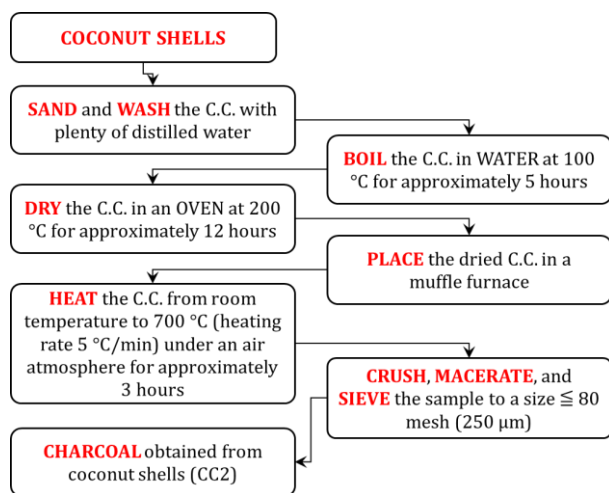 COCONUT SHELLS
SAND and WASH the C.C. with
plenty of distilled water
BOIL the C.C. in WATER at 100
°C for approximately 5 hours
DRY the C.C. in an OVEN at 200
°C for approximately 12 hours
PLACE the dried C.C. in a
muffle furnace
HEAT the C.C. from room
temperature to 700 °C (heating
rate 5 °C/min) under an air
atmosphere for approximately
3 hours
CRUSH, MACERATE, and
SIEVE the sample to a size ≦ 80
mesh (250 µm)
CHARCOAL obtained from
coconut shells (CC2)